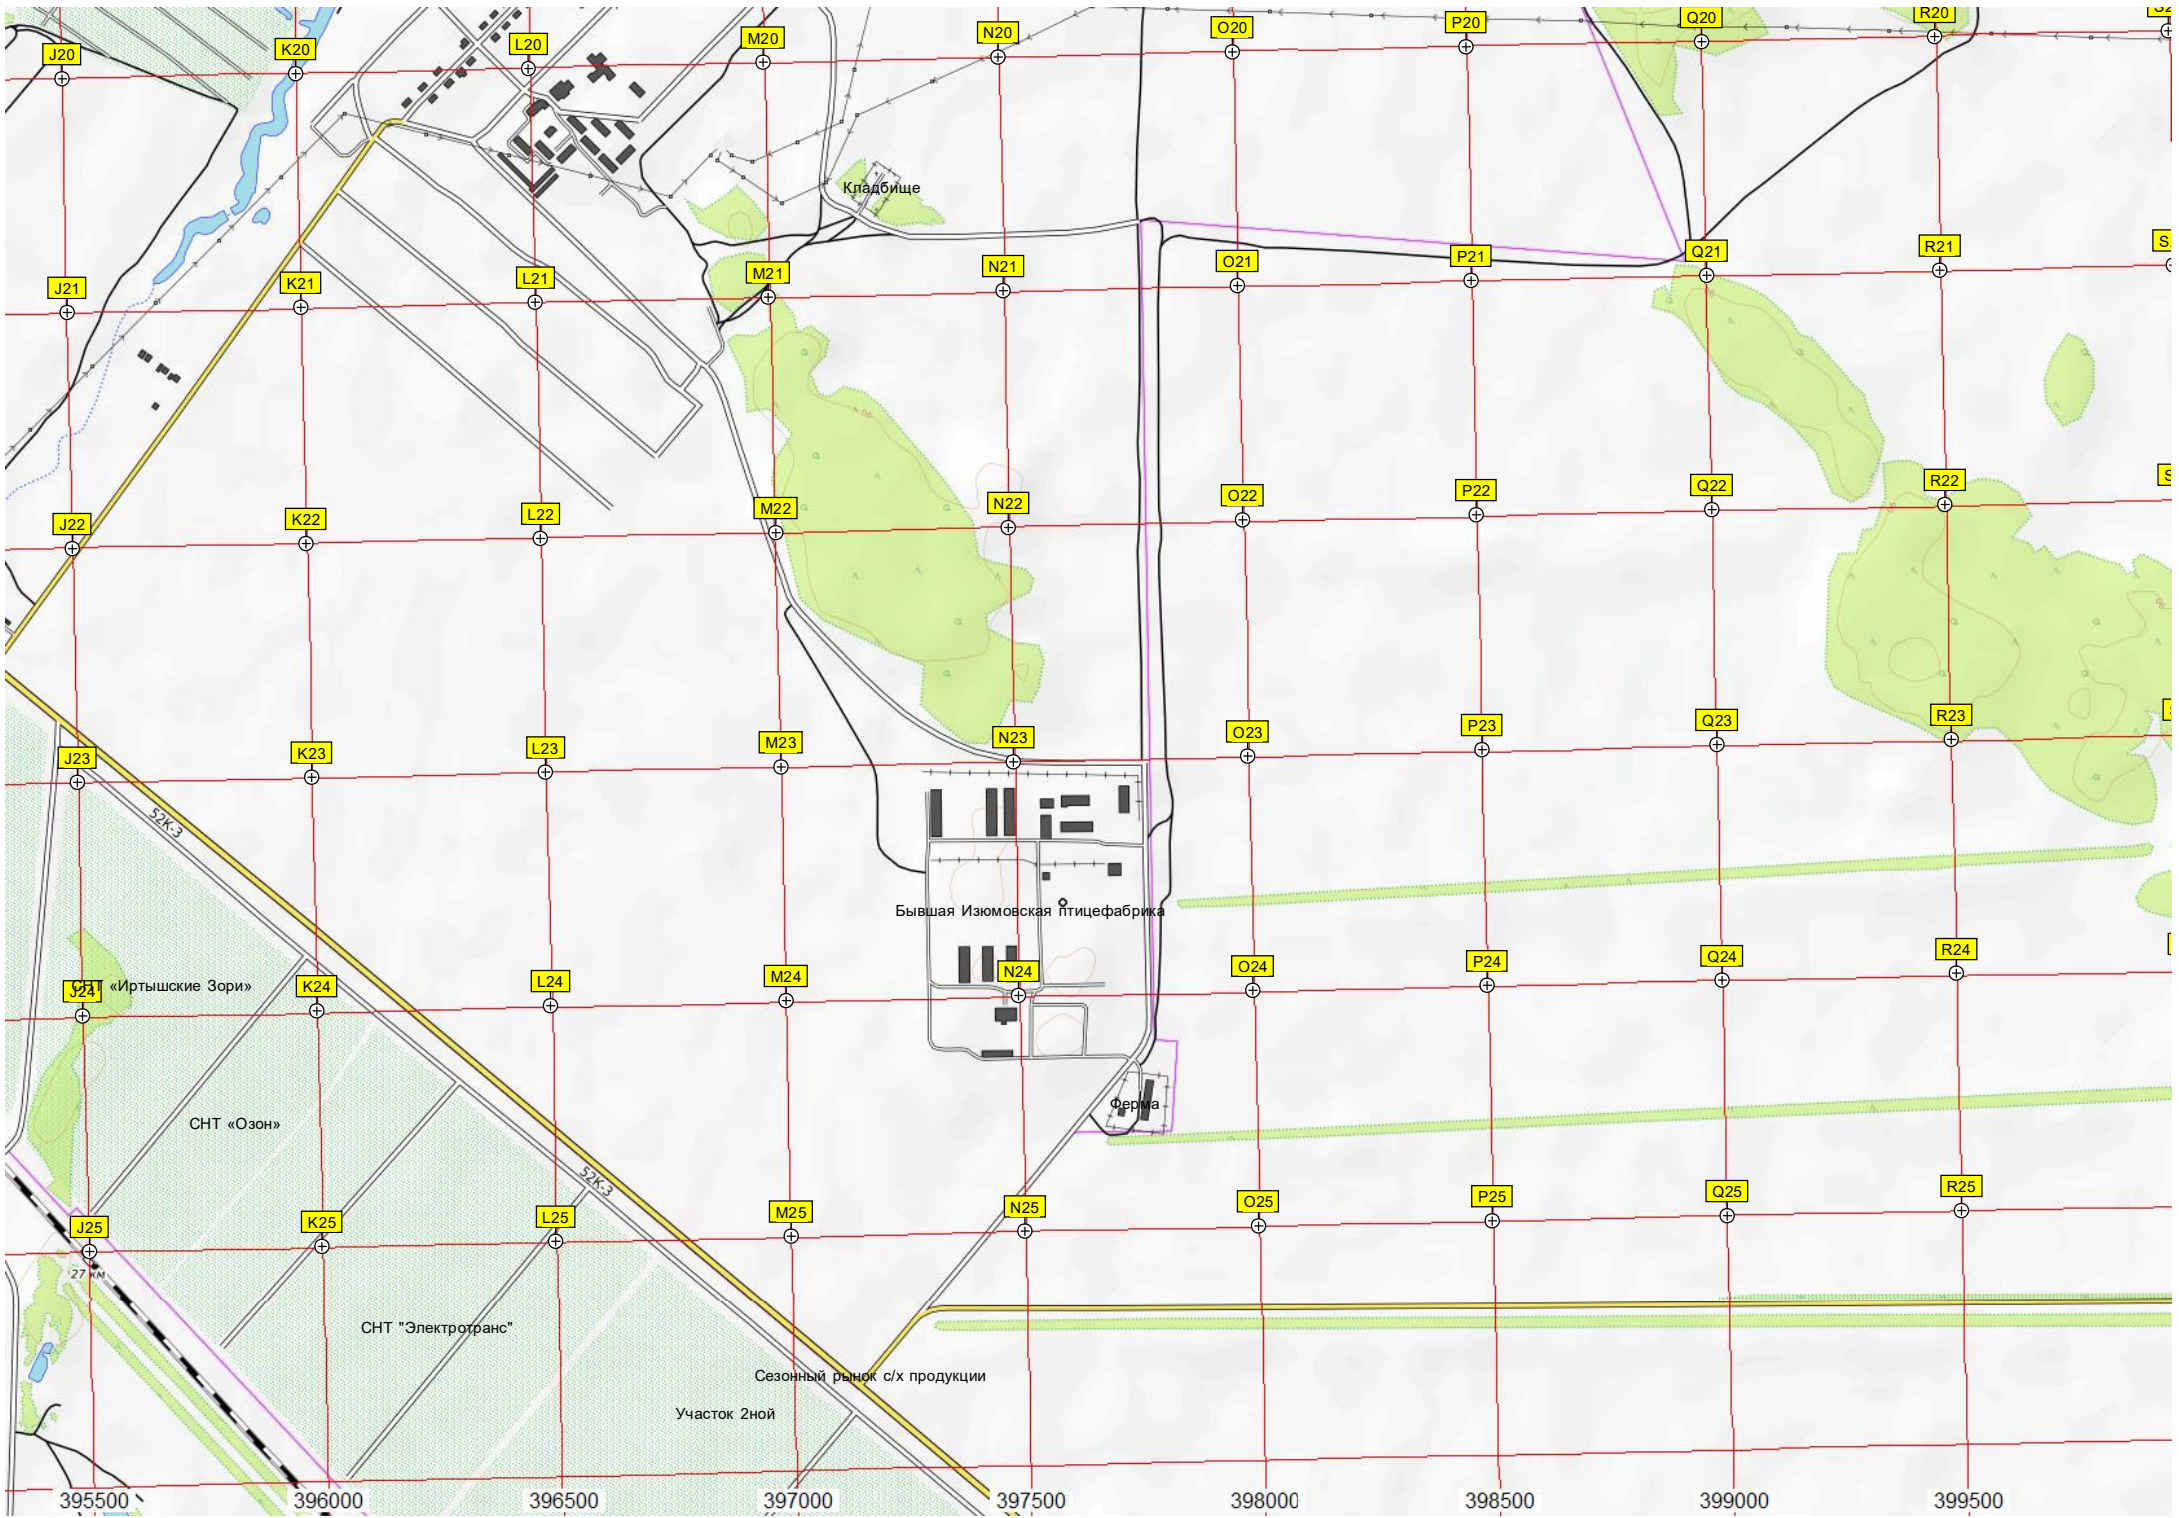 J20 K20 L20 M20 N20 O20 P20 Q20 R20
Кладбище
J21 K21 L21 M21 N21 O21 P21 Q21 R21
90
90
J22 K22 L22 M22 N22 O22 P22 Q22 R22
90
J23 K23 L23 M23 N23 O23 P23 Q23 R23
52К-3
Бывшая Изюмовская птицефабрика
J24 K24 L24 M24 N24 O24 P24 Q24 R24
СНТ «Иртышские Зори»
СНТ «Озон»
Ферма
52К-3
J25 K25 L25 M25 N25 O25 P25 Q25 R25
27 км
СНТ "Электротранс"
Сезонный рынок с/х продукции
Участок 2ной
395500 396000 396500 397000 397500 398000 398500 399000 399500